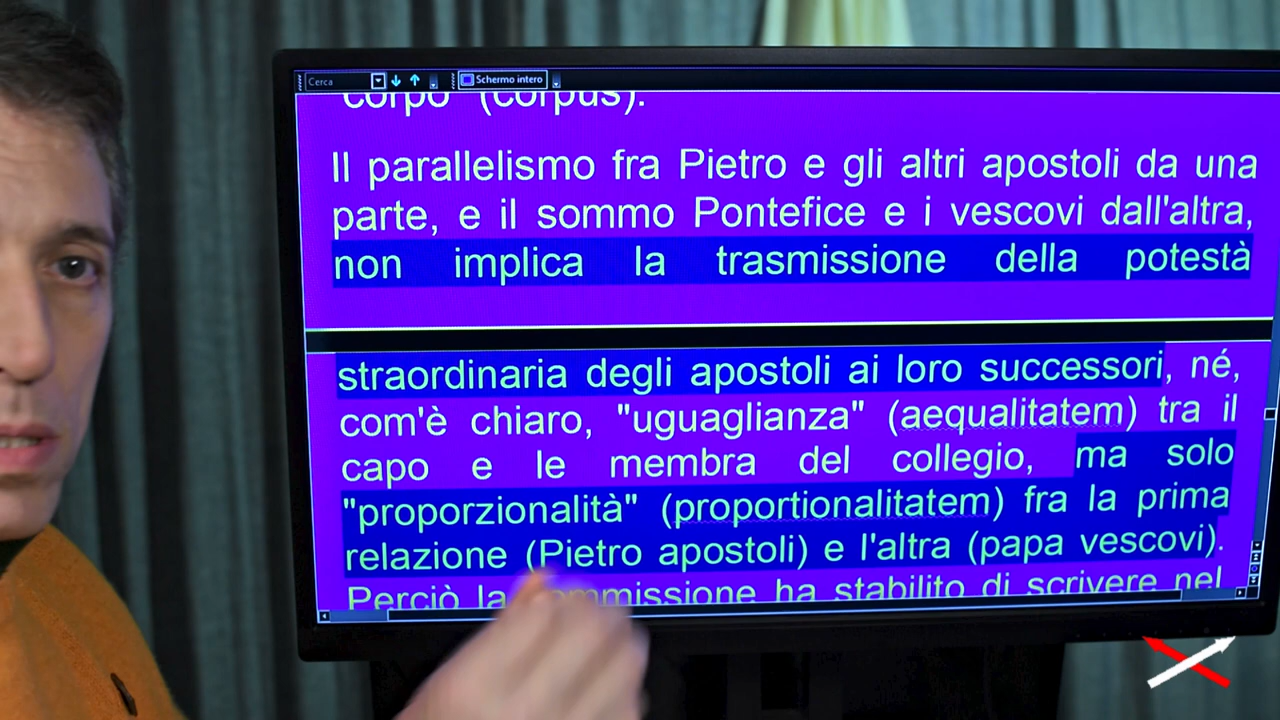 Cerca
Schermo intero
corpo (corpus).
Il parallelismo fra Pietro e gli altri apostoli da una
parte, e il sommo Pontefice e i vescovi dall'altra,
non implica la trasmissione della potestà
straordinaria degli apostoli ai loro successori, né,
com'è chiaro, "uguaglianza" (aequalitatem) tra il
capo e le membra del collegio, ma solo
"proporzionalità" (proportionalitatem) fra la prima
relazione (Pietro apostoli) e l'altra (papa vescovi).
Perciò la commissione ha stabilito di scrivere nel